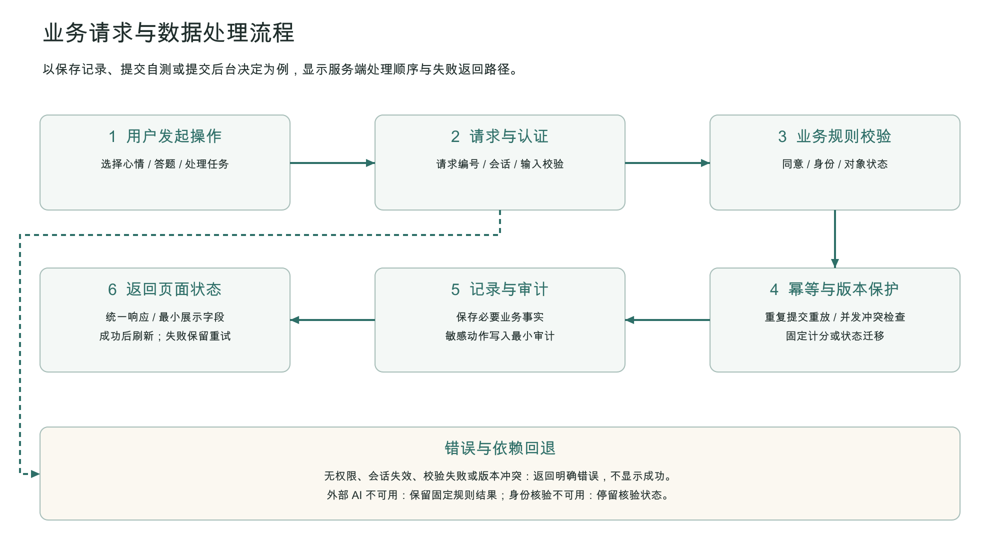 业务请求与数据处理流程
以保存记录、提交自测或提交后台决定为例，显示服务端处理顺序与失败返回路径。
1 用户发起操作
选择心情 / 答题 / 处理任务
2 请求与认证
请求编号 / 会话 / 输入校验
3 业务规则校验
同意 / 身份 / 对象状态
4 幂等与版本保护
重复提交重放 / 并发冲突检查
固定计分或状态迁移
5 记录与审计
保存必要业务事实
敏感动作写入最小审计
6 返回页面状态
统一响应 / 最小展示字段
成功后刷新；失败保留重试
错误与依赖回退
无权限、会话失效、校验失败或版本冲突：返回明确错误，不显示成功。
外部 AI 不可用：保留固定规则结果；身份核验不可用：停留核验状态。